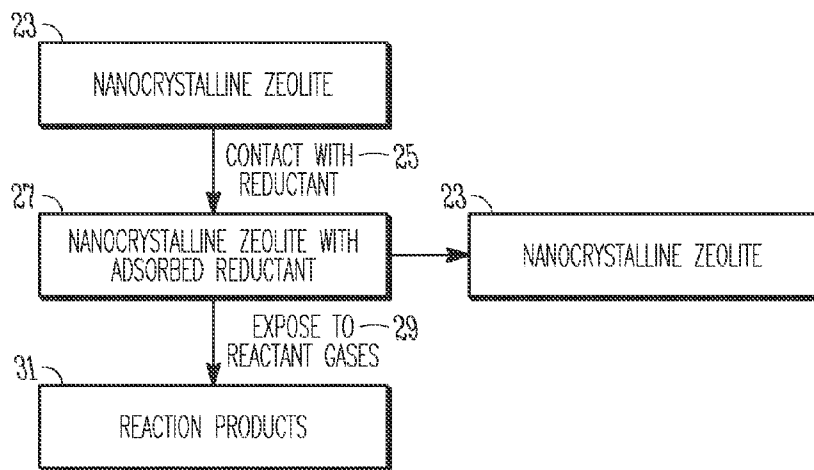 23
NANOCRYSTALLINE ZEOLITE
CONTACT WITH 25
REDUCTANT
27
NANOCRYSTALLINE ZEOLITE WITH
ADSORBED REDUCTANT
23
NANOCRYSTALLINE ZEOLITE
EXPOSE TO 29
REACTANT GASES
31
REACTION PRODUCTS